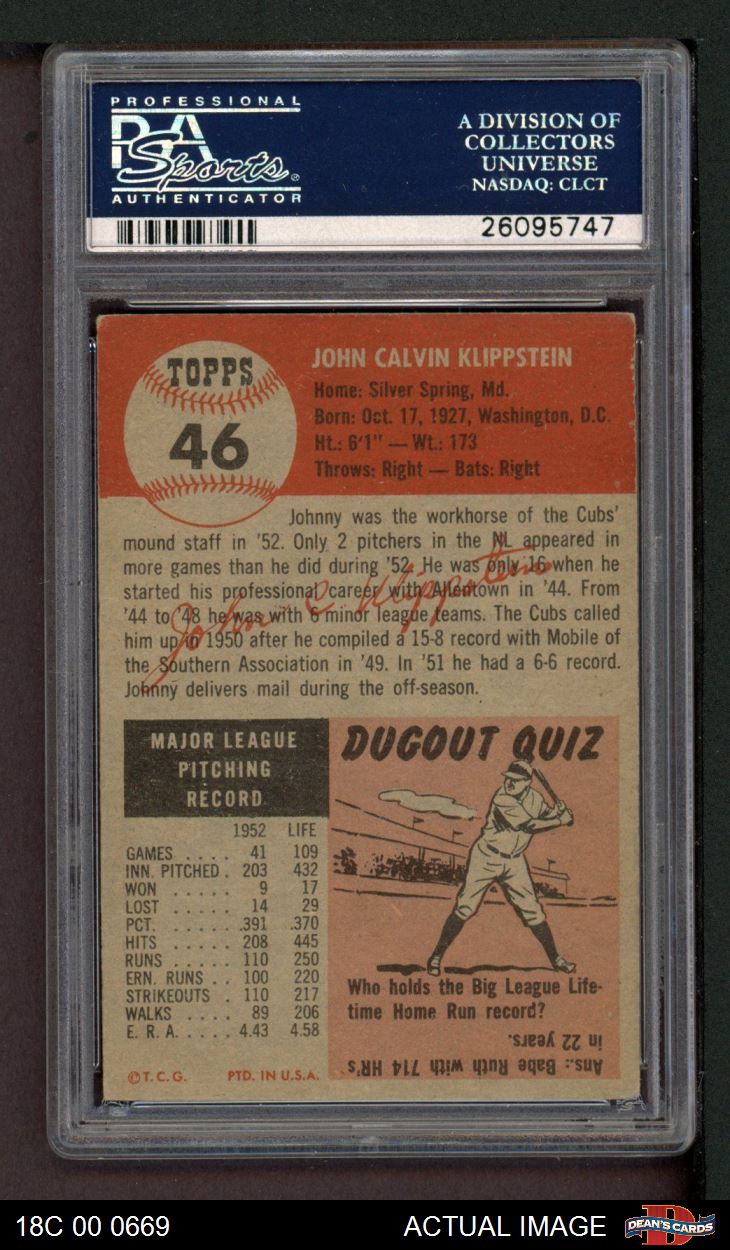 PROFESSIONAL
PSA
Sports®
AUTHENTICATOR
A DIVISION OF
COLLECTORS
UNIVERSE
NASDAQ: CLCT
26095747
TOPPS
46
JOHN CALVIN KLIPPSTEIN
Home: Silver Spring, Md.
Born: Oct. 17, 1927, Washington, D.C.
Ht.: 6'1" — Wt.: 173
Throws: Right — Bats: Right
Johnny was the workhorse of the Cubs'
mound staff in '52. Only 2 pitchers in the NL appeared in
more games than he did during '52. He was only 16 when he
started his professional career with Allentown in '44. From
'44 to '48 he was with 6 minor league teams. The Cubs called
him up in 1950 after he compiled a 15-8 record with Mobile of
the Southern Association in '49. In '51 he had a 6-6 record.
Johnny delivers mail during the off-season.
John C Klippstein
MAJOR LEAGUE
PITCHING
RECORD
1952 LIFE
GAMES .... 41 109
INN. PITCHED . 203 432
WON ..... 9 17
LOST ..... 14 29
PCT. ..... .391 .370
HITS ..... 208 445
RUNS ..... 110 250
ERN. RUNS .. 100 220
STRIKEOUTS . 110 217
WALKS .... 89 206
E. R. A. .... 4.43 4.58
©T.C.G. PTD. IN U.S.A.
DUGOUT QUIZ
Who holds the Big League Life-
time Home Run record?
Ans.: Babe Ruth with 714 HR's
in 22 years.
18C 00 0669
ACTUAL IMAGE
D
DEAN'S CARDS